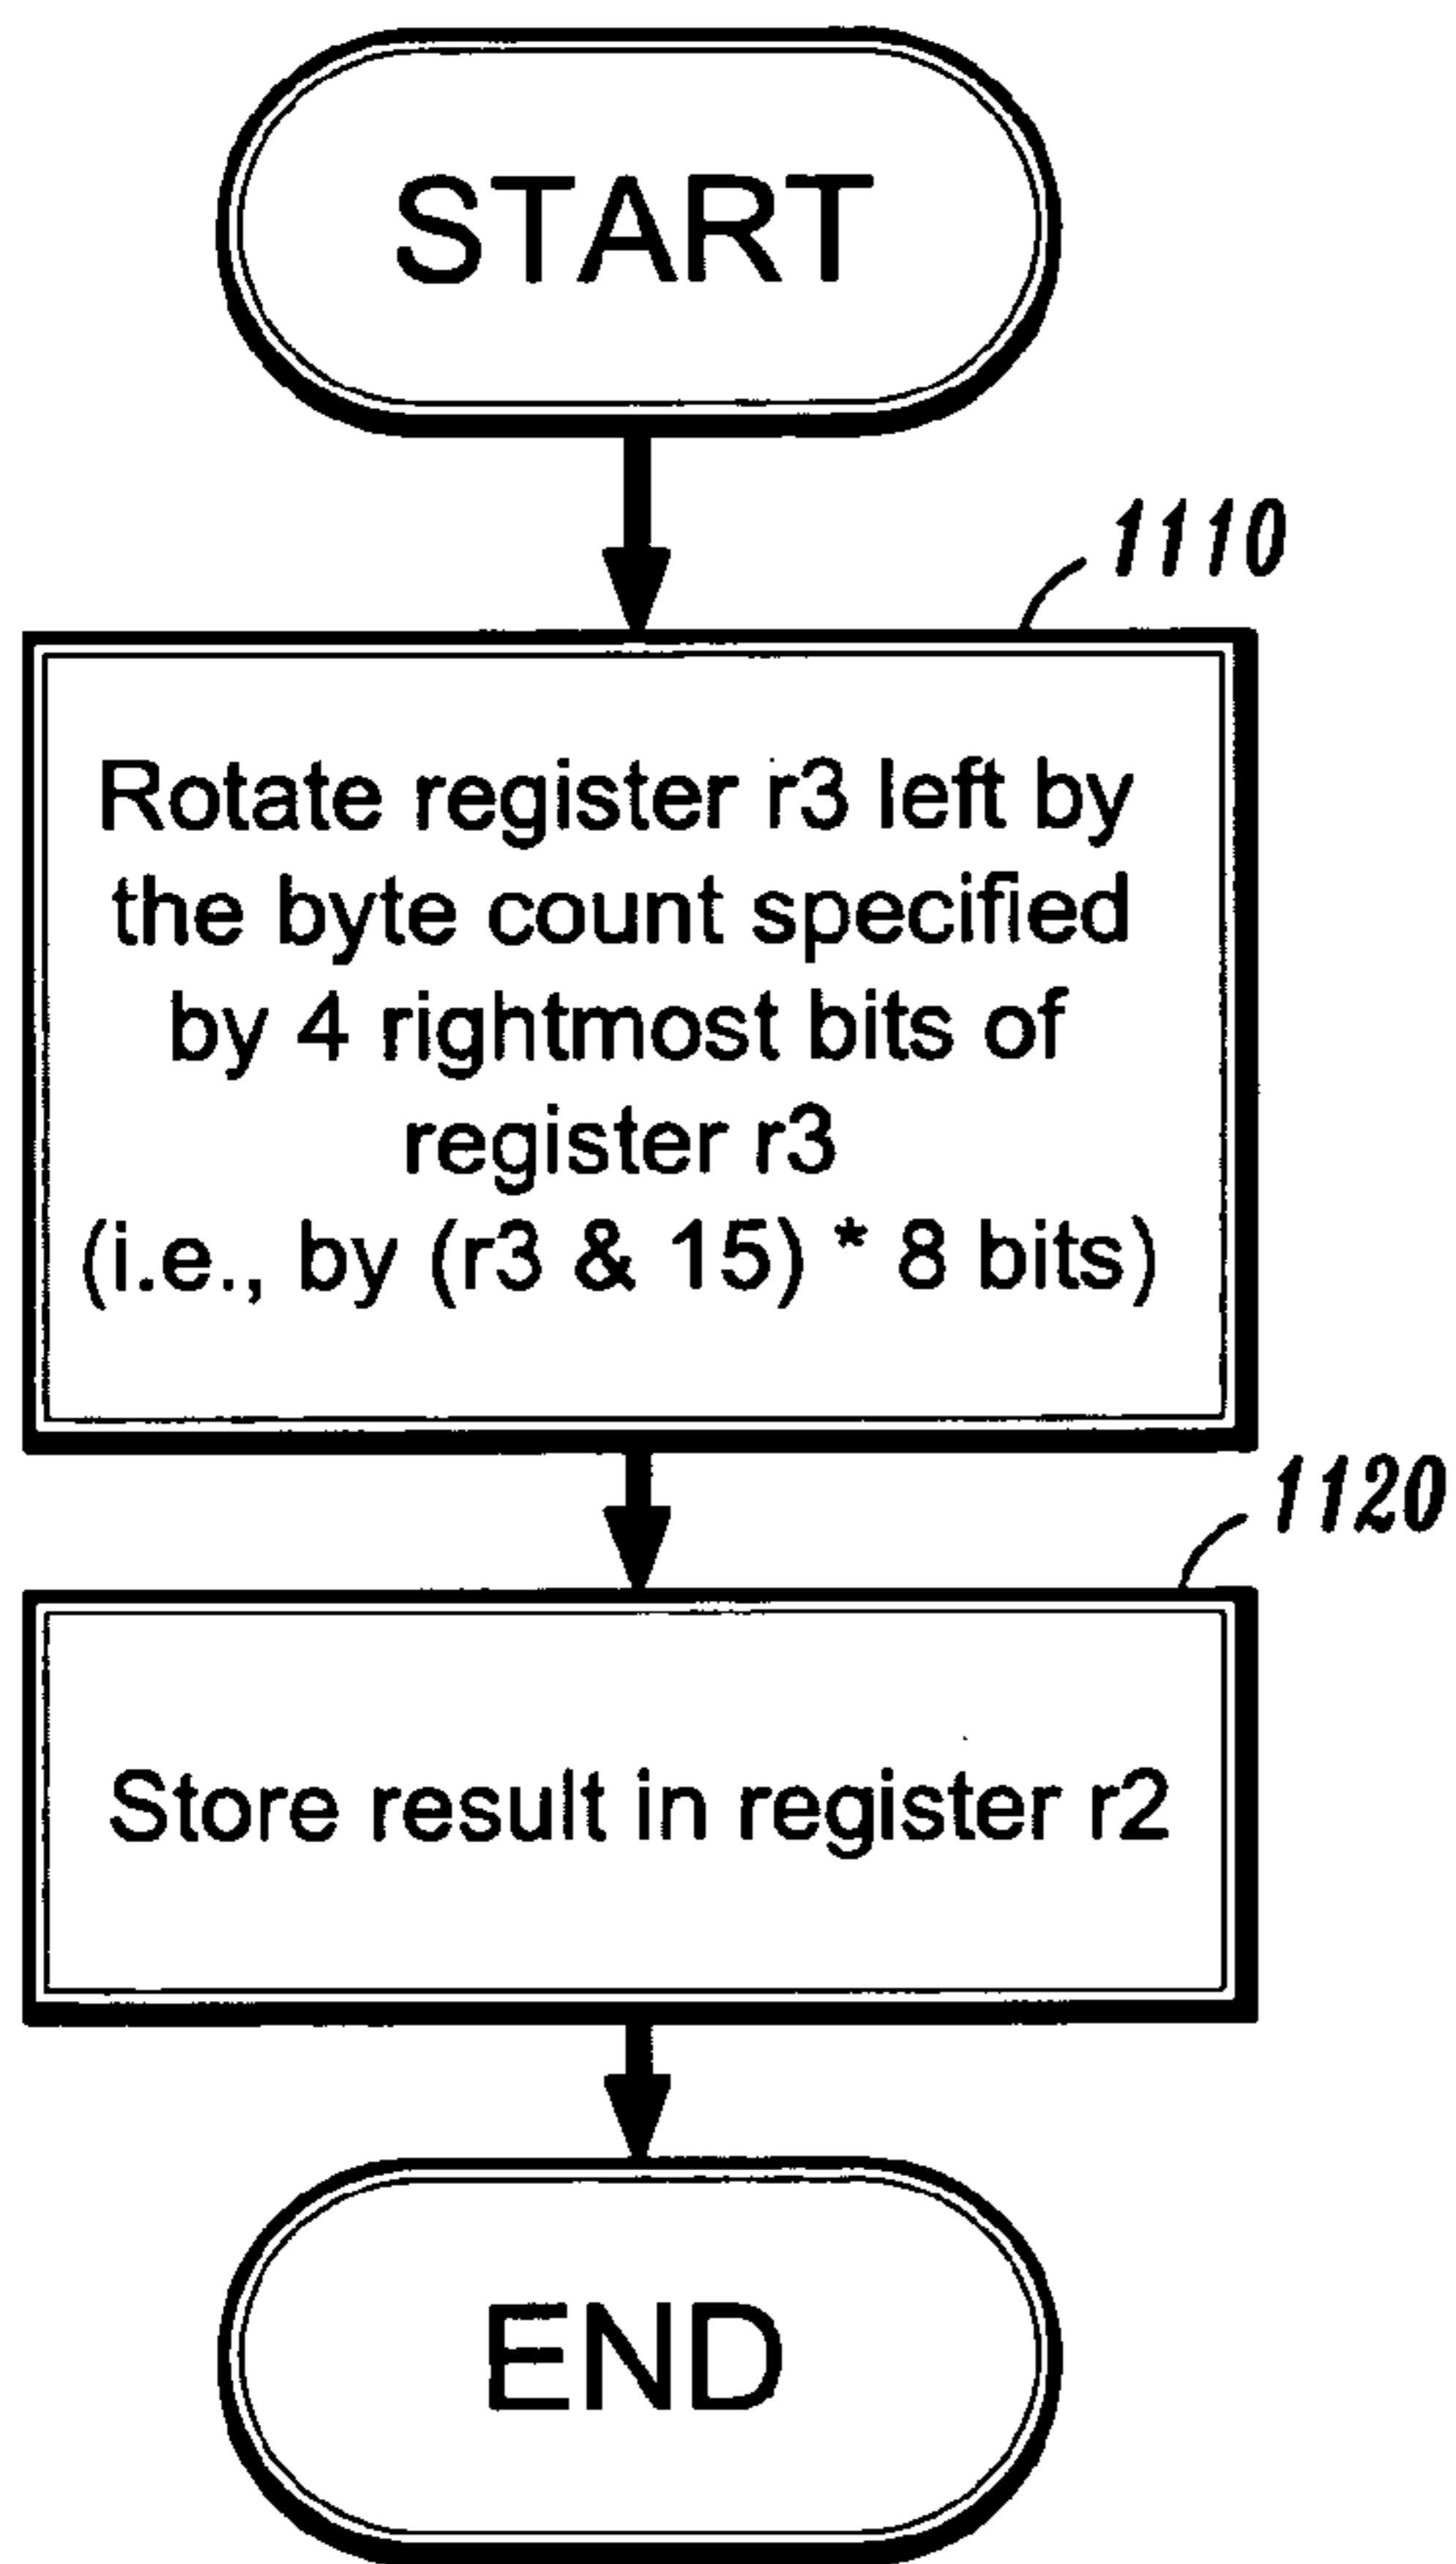 START
1110
Rotate register r3 left by
the byte count specified
by 4 rightmost bits of
register r3
(i.e., by (r3 & 15) * 8 bits)
1120
Store result in register r2
END